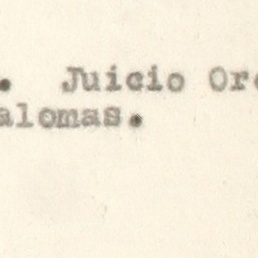 . Juicio Or
alomas.